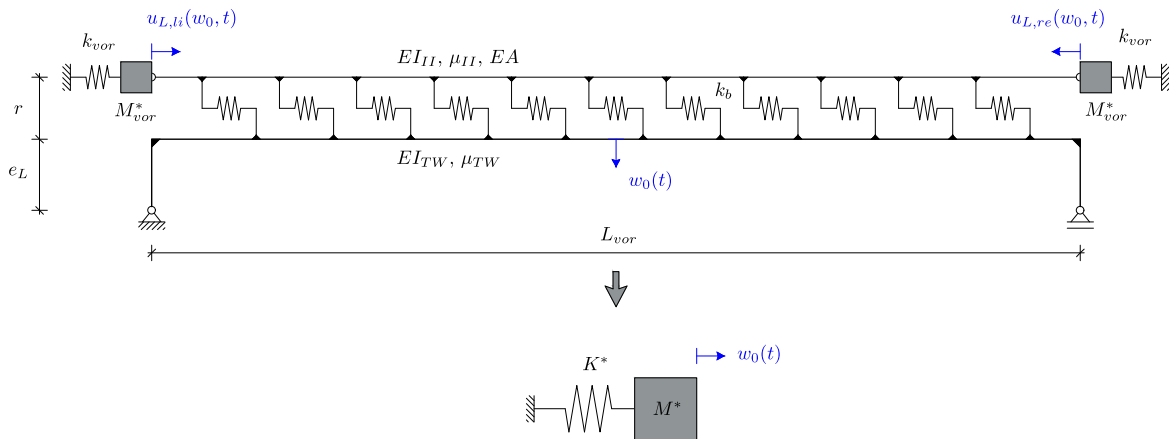 u_{L,li}(w_0, t)
u_{L,re}(w_0, t)
k_{vor}
k_{vor}
EI_{II}, μ_{II}, EA
k_b
M^*_{vor}
M^*_{vor}
r
EI_{TW}, μ_{TW}
w_0(t)
e_L
L_{vor}
w_0(t)
K^*
M^*